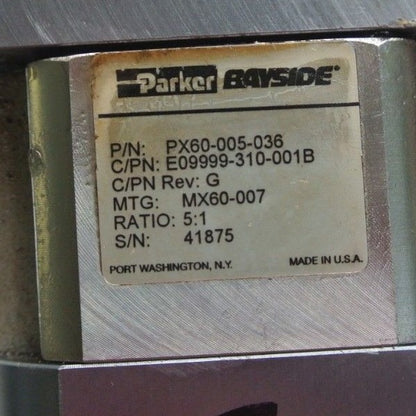 Parker BAYSIDE®
P/N: PX60-005-036
C/PN: E09999-310-001B
C/PN Rev: G
MTG: MX60-007
RATIO: 5:1
S/N: 41875
PORT WASHINGTON, N.Y. MADE IN U.S.A.